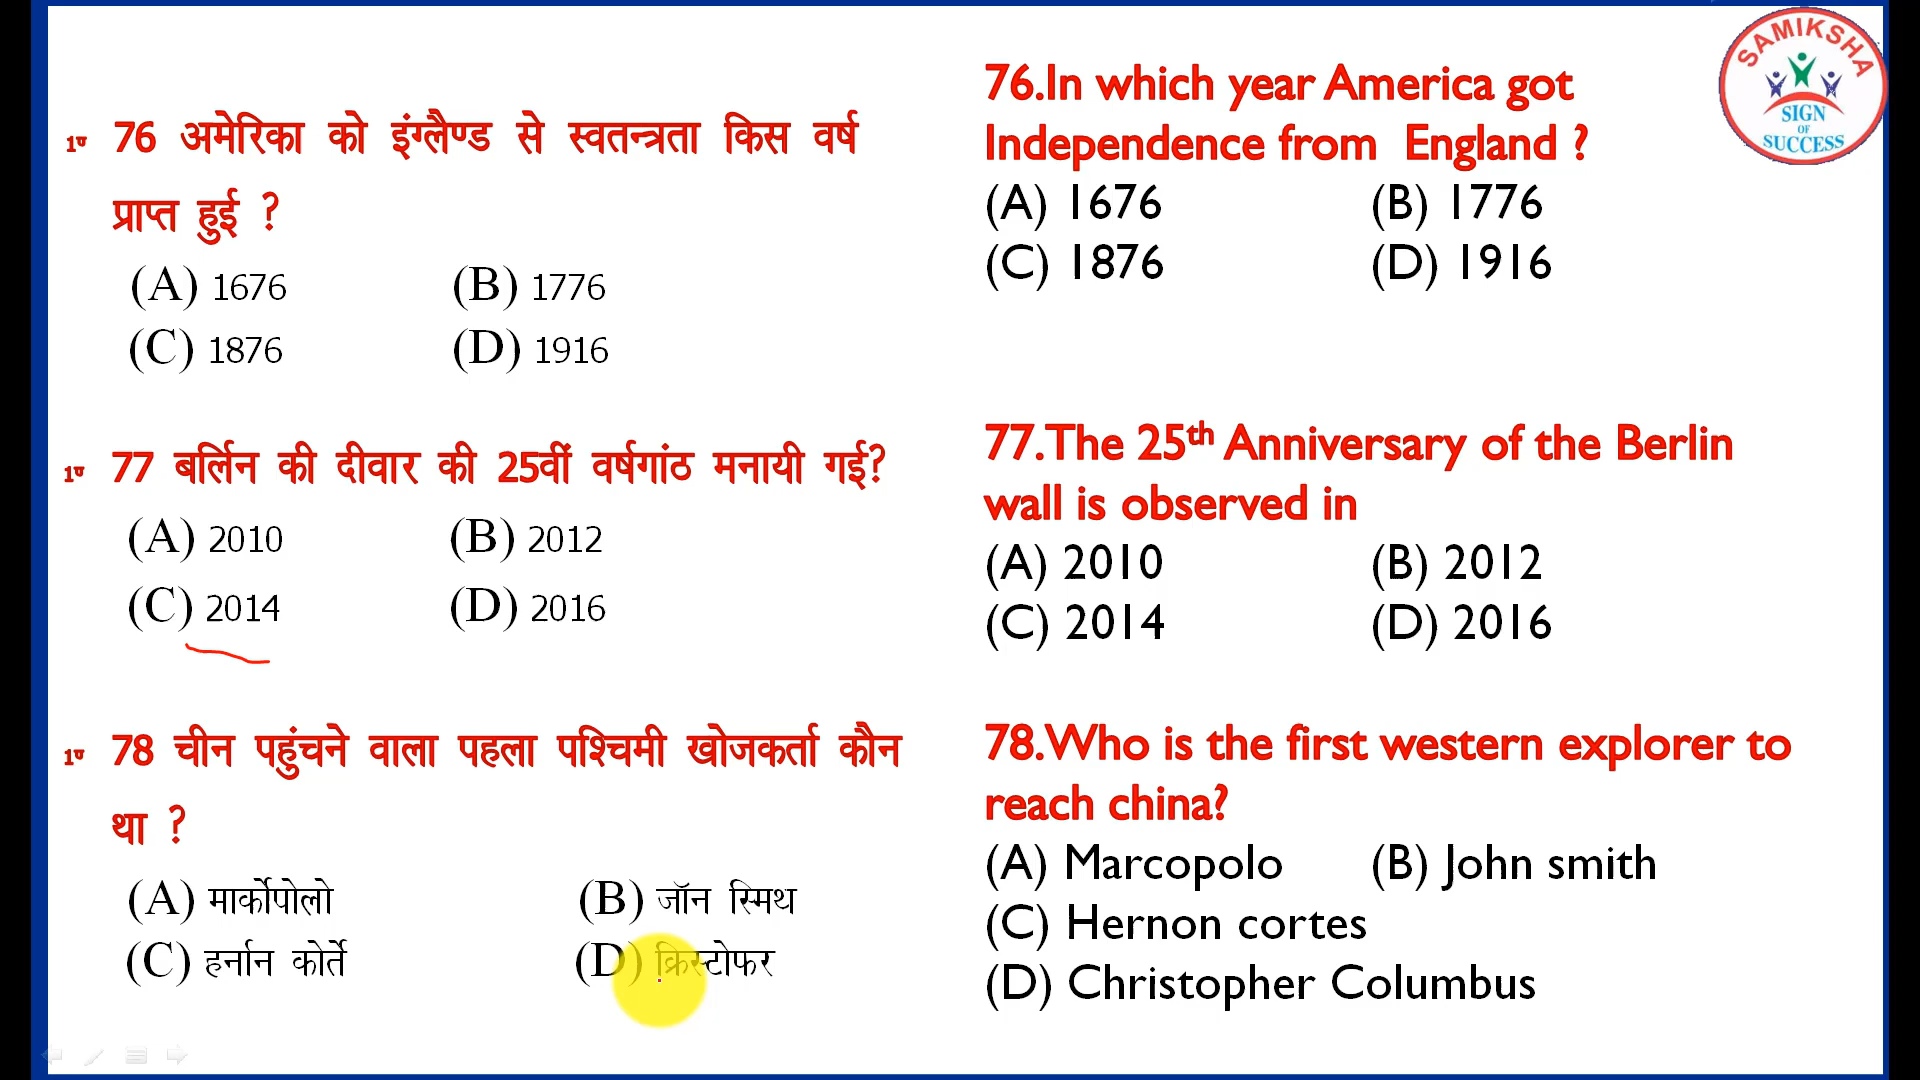 1प 76 अमेरिका को इंग्लैण्ड से स्वतन्त्रता किस वर्ष
प्राप्त हुई ?
(A) 1676 (B) 1776
(C) 1876 (D) 1916
1प 77 बर्लिन की दीवार की 25वीं वर्षगांठ मनायी गई?
(A) 2010 (B) 2012
(C) 2014 (D) 2016
1प 78 चीन पहुंचने वाला पहला पश्चिमी खोजकर्ता कौन
था ?
(A) मार्कोपोलो (B) जॉन स्मिथ
(C) हर्नान कोर्ते (D) क्रिस्टोफर
76.In which year America got
Independence from England ?
(A) 1676 (B) 1776
(C) 1876 (D) 1916
77.The 25th Anniversary of the Berlin
wall is observed in
(A) 2010 (B) 2012
(C) 2014 (D) 2016
78.Who is the first western explorer to
reach china?
(A) Marcopolo (B) John smith
(C) Hernon cortes
(D) Christopher Columbus
SAMIKSHA
SIGN
OF
SUCCESS